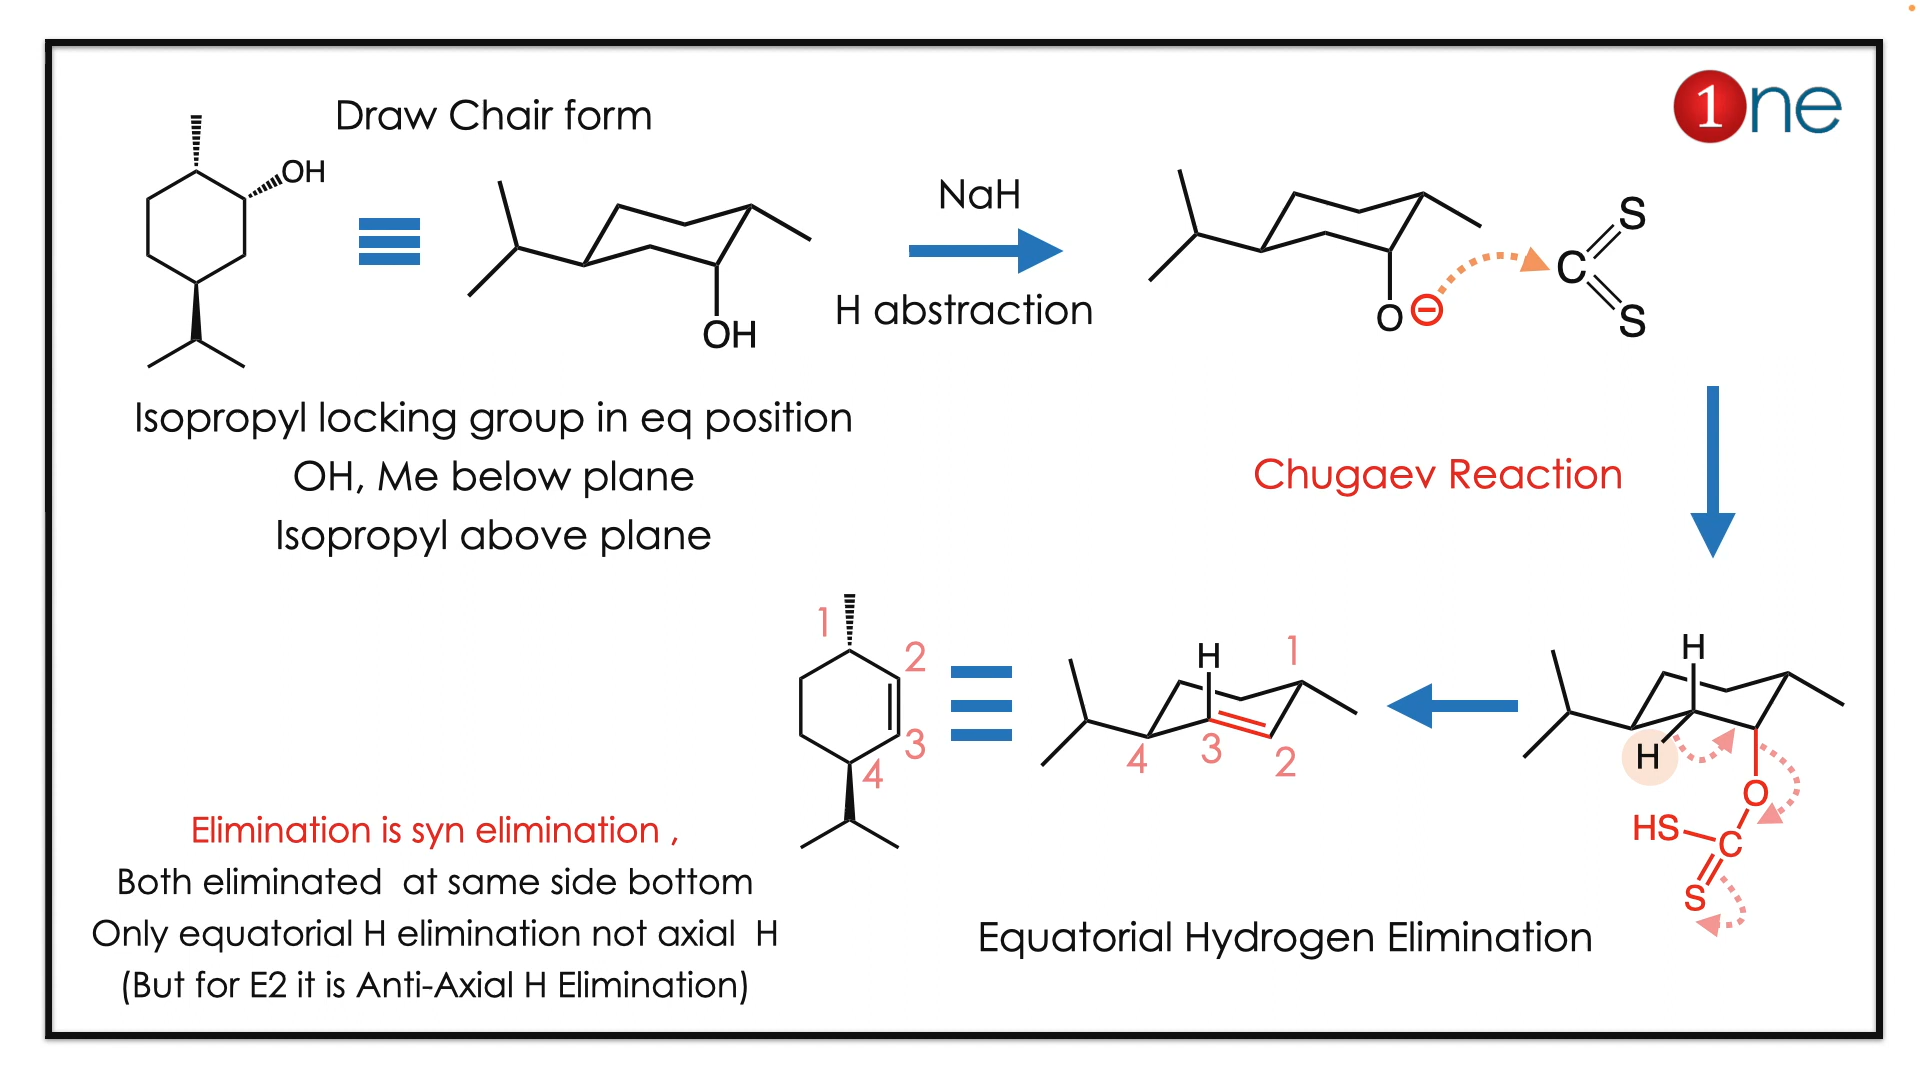 Draw Chair form
1ne
OH
OH
NaH
H abstraction
O ⊖
C
S
S
Isopropyl locking group in eq position
OH, Me below plane
Isopropyl above plane
Chugaev Reaction
1
2
3
4
H
1
4
3
2
H
H
O
HS
C
S
Elimination is syn elimination ,
Both eliminated at same side bottom
Only equatorial H elimination not axial H
(But for E2 it is Anti-Axial H Elimination)
Equatorial Hydrogen Elimination